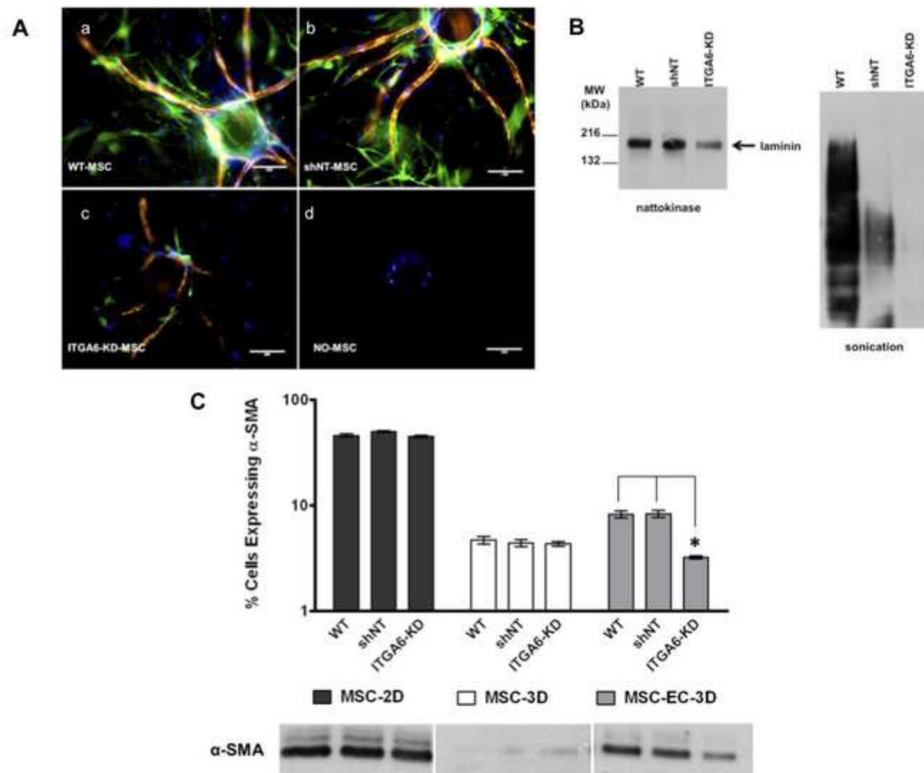 A
a
b
WT-MSC
shNT-MSC
c
d
ITGA6-KD-MSC
NO-MSC
B
WT
shNT
ITGA6-KD
MW
(kDa)
216
132
laminin
nattokinase
WT
shNT
ITGA6-KD
sonication
C
% Cells Expressing α-SMA
100
10
1
*
WT
shNT
ITGA6-KD
WT
shNT
ITGA6-KD
WT
shNT
ITGA6-KD
MSC-2D
MSC-3D
MSC-EC-3D
α-SMA